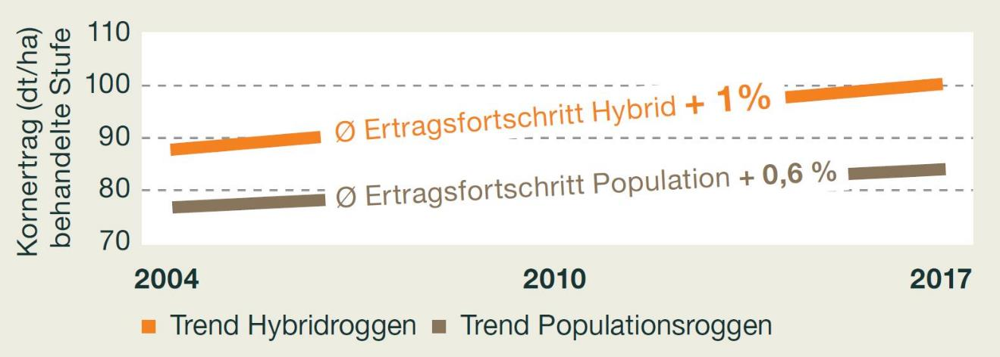 Kornertrag (dt/ha)
behandelte Stufe
110
100
90
80
70
Ø Ertragsfortschritt Hybrid + 1%
Ø Ertragsfortschritt Population + 0,6 %
2004
2010
2017
Trend Hybridroggen
Trend Populationsroggen